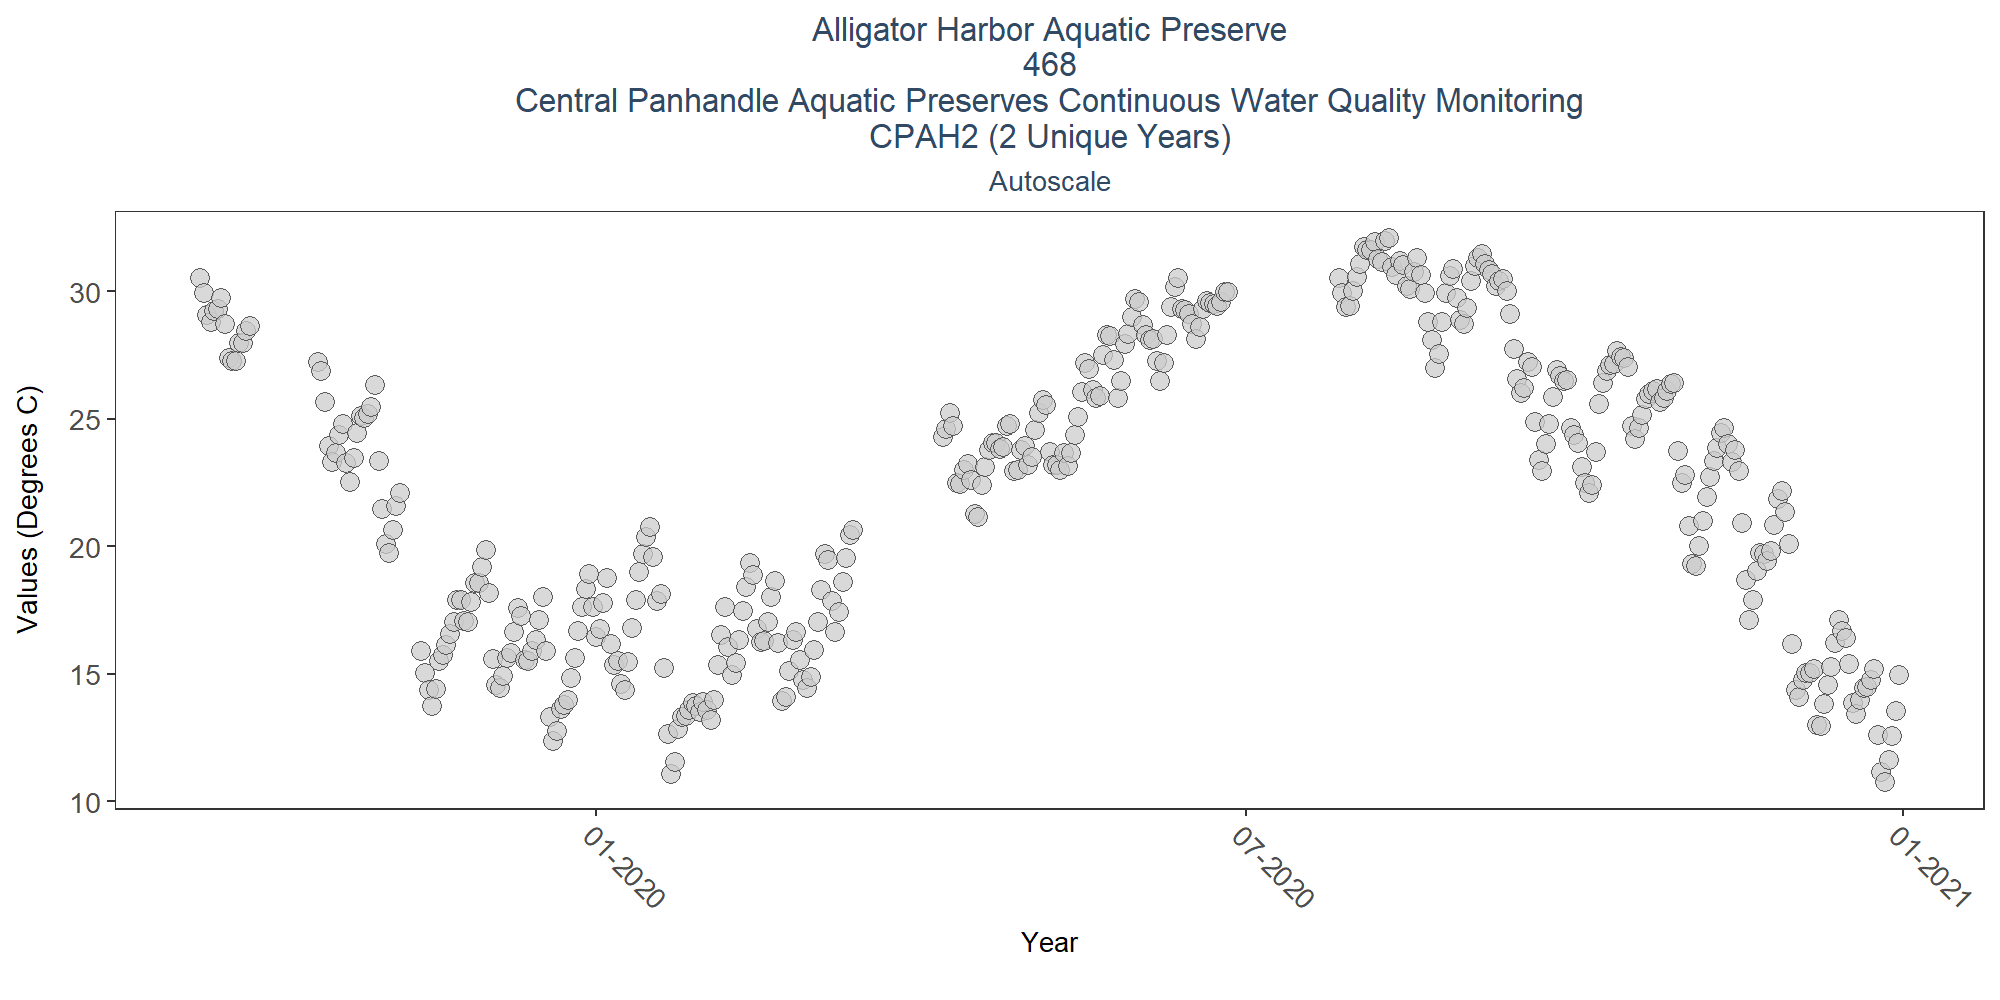 Alligator Harbor Aquatic Preserve
468
Central Panhandle Aquatic Preserves Continuous Water Quality Monitoring
CPAH2 (2 Unique Years)
Autoscale
Values (Degrees C)
30
25
20
15
10
01-2020
07-2020
01-2021
Year